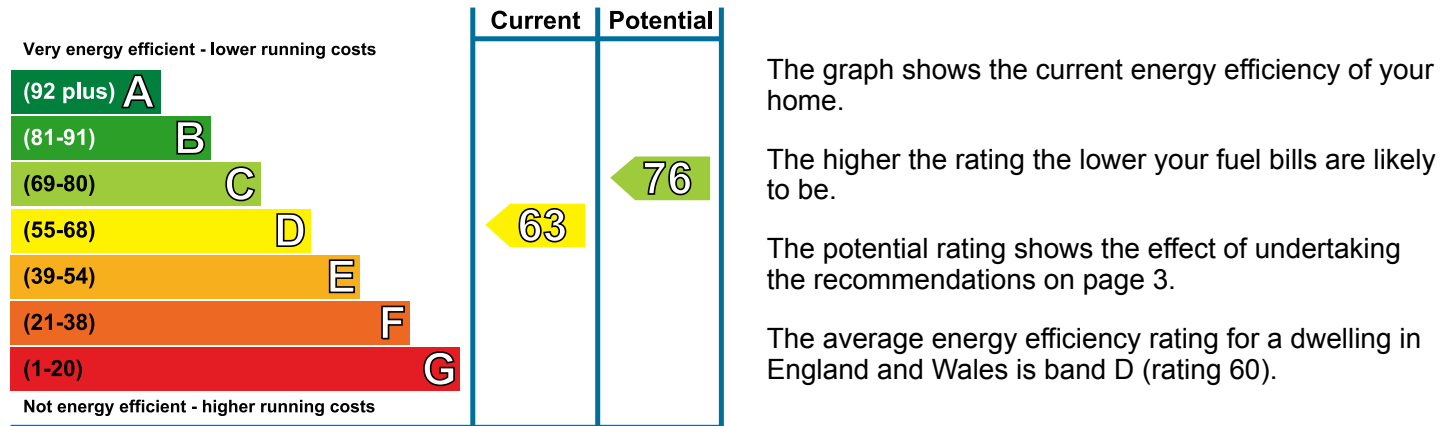 Current Potential
Very energy efficient - lower running costs
(92 plus) A
(81-91) B
(69-80) C
76
(55-68) D
63
(39-54) E
(21-38) F
(1-20) G
Not energy efficient - higher running costs
The graph shows the current energy efficiency of your
home.
The higher the rating the lower your fuel bills are likely
to be.
The potential rating shows the effect of undertaking
the recommendations on page 3.
The average energy efficiency rating for a dwelling in
England and Wales is band D (rating 60).